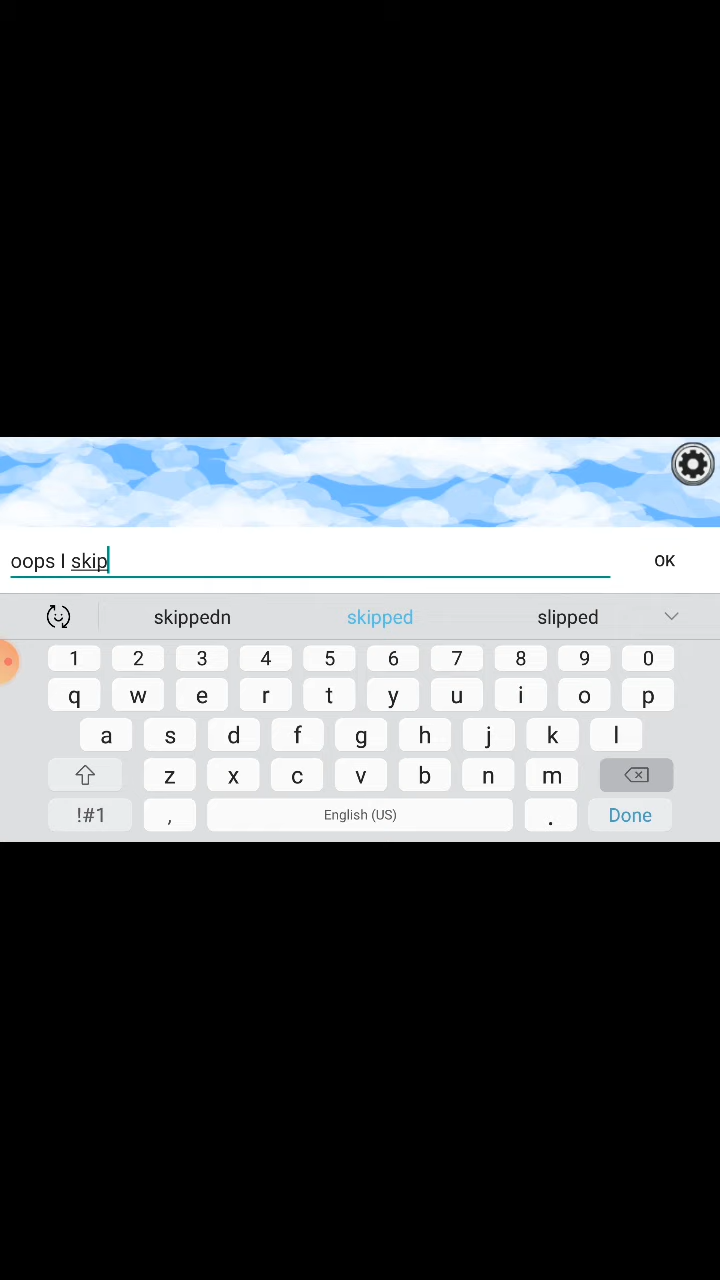 oops I skip
OK
skippedn skipped slipped
1 2 3 4 5 6 7 8 9 0
q w e r t y u i o p
a s d f g h j k l
z x c v b n m
!#1 , English (US) . Done